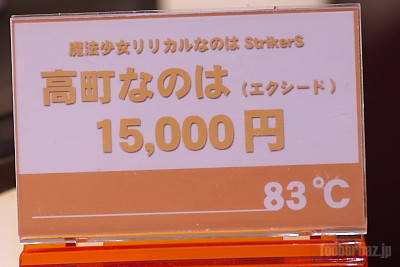 魔法少女リリカルなのは StrikerS
高町なのは （エクシード）
15,000円
83℃